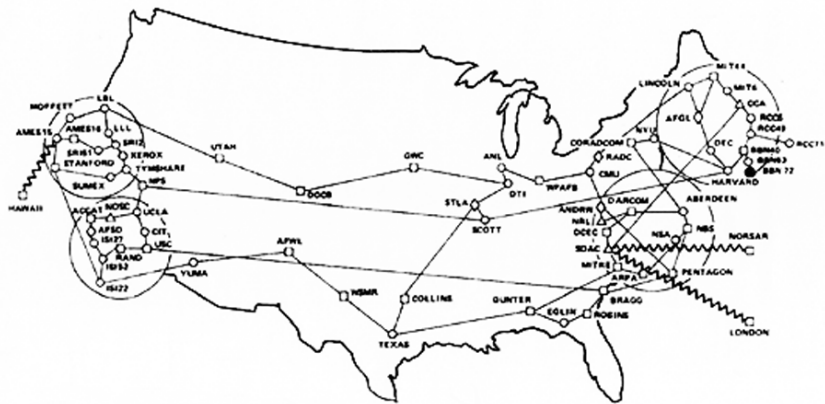 MIT44
LINCOLN
MIT6
CCA
LBL
MOFFETT
RCC5
AFGL
RCC49
RCC71
AMES15
AMES16
LLL
SRI2
CORADCOM
NYU
DEC
BBN40
SRI51
XEROX
UTAH
GWC
ANL
RADC
BBN63
STANFORD
TYMSHARE
BBN 72
WPAFB
CMU
HARVARD
SUMEX
NPS
DOCB
DTI
HAWAII
STLA
ANDRW
DARCOM
ABERDEEN
ACCAT
NOSC
UCLA
NRL
SCOTT
AFSD
CIT
DCEC
NSA
NBS
NORSAR
ISI27
RAND
USC
AFWL
SDAC
ISI52
YUMA
MITRE
ARPA
PENTAGON
ISI22
WSMR
COLLINS
GUNTER
BRAGG
EGLIN
ROBINS
TEXAS
LONDON